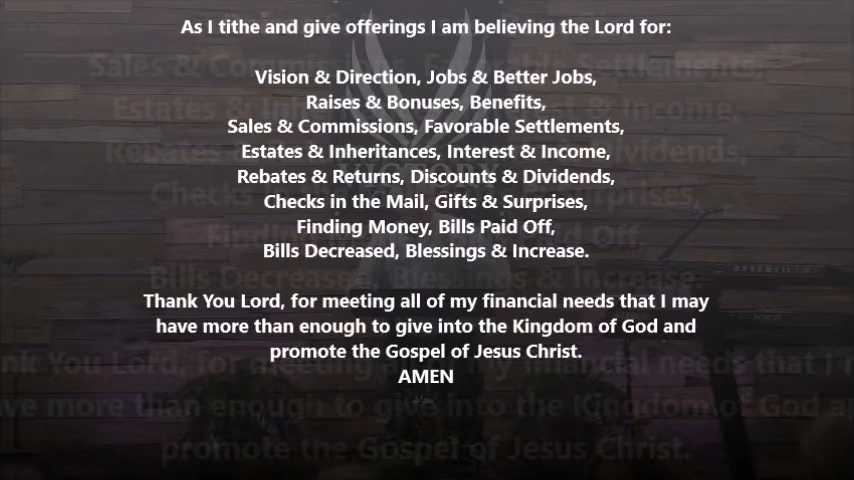 As I tithe and give offerings I am believing the Lord for:
Vision & Direction, Jobs & Better Jobs,
Raises & Bonuses, Benefits,
Sales & Commissions, Favorable Settlements,
Estates & Inheritances, Interest & Income,
Rebates & Returns, Discounts & Dividends,
Checks in the Mail, Gifts & Surprises,
Finding Money, Bills Paid Off,
Bills Decreased, Blessings & Increase.
Thank You Lord, for meeting all of my financial needs that I may
have more than enough to give into the Kingdom of God and
promote the Gospel of Jesus Christ.
AMEN